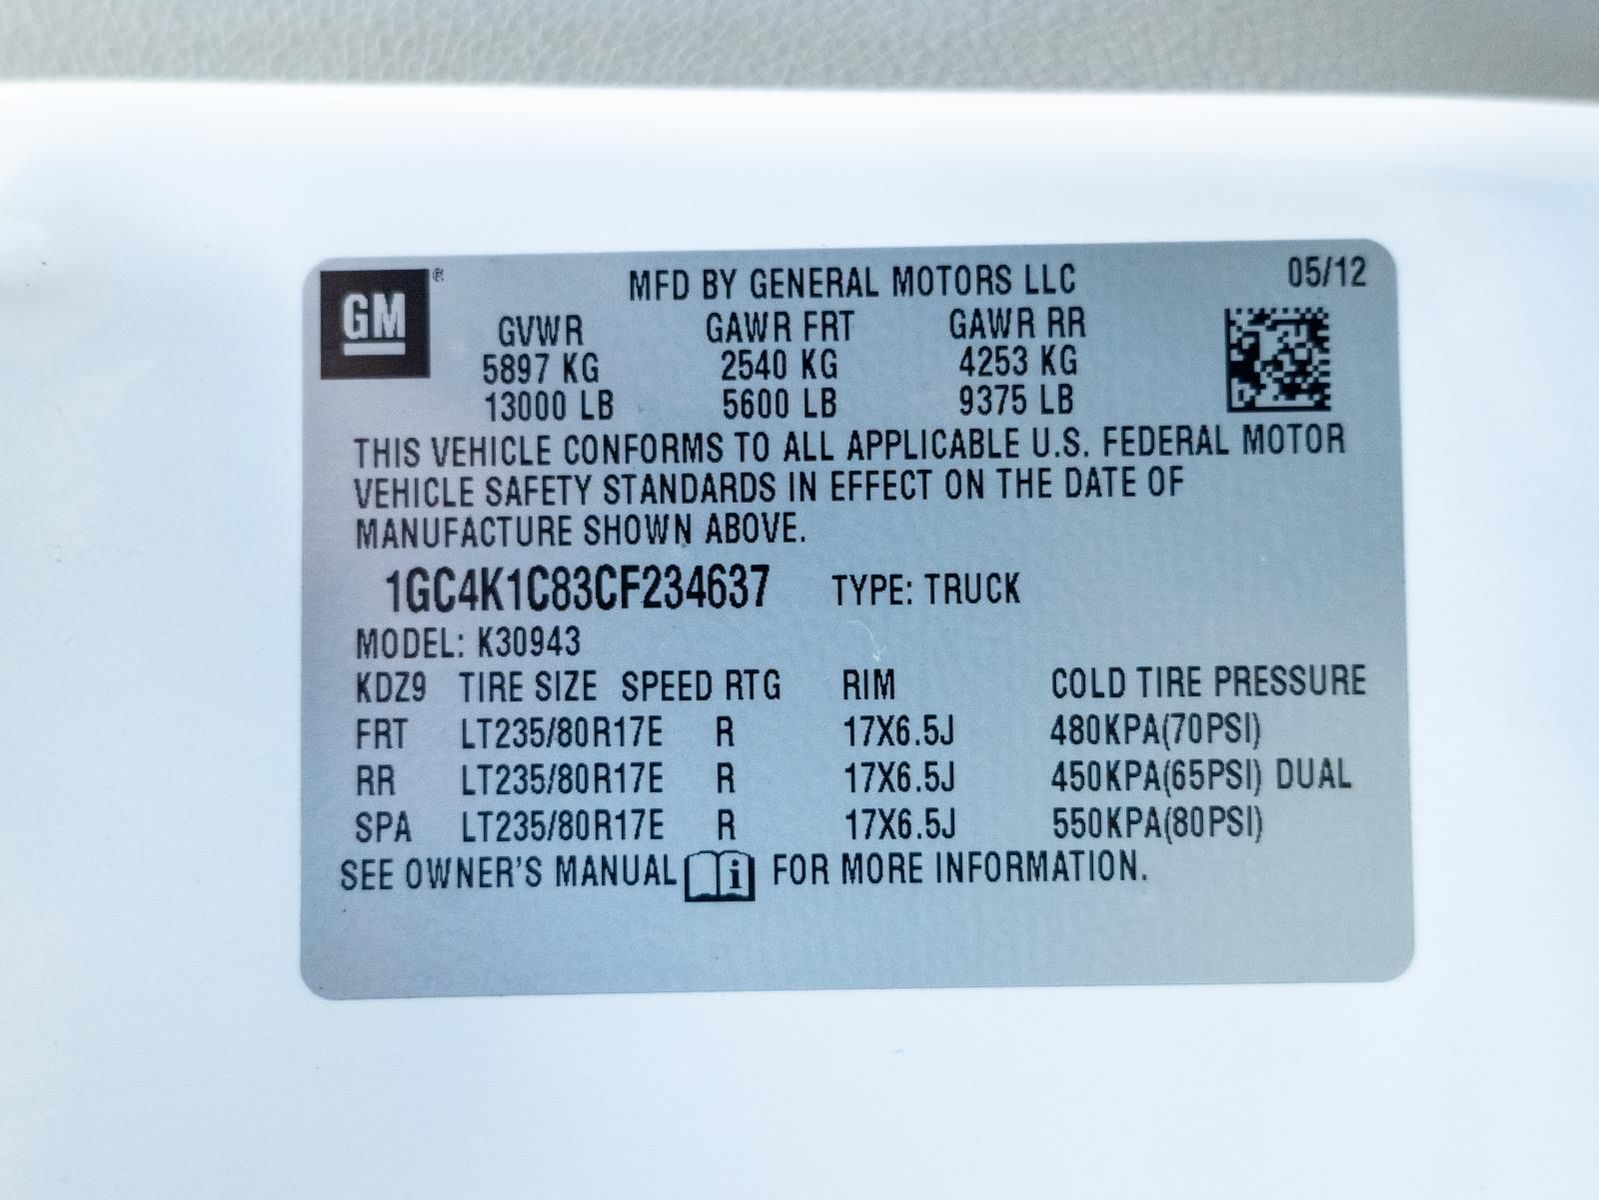 GM ® MFD BY GENERAL MOTORS LLC 05/12
GVWR GAWR FRT GAWR RR
5897 KG 2540 KG 4253 KG
13000 LB 5600 LB 9375 LB
THIS VEHICLE CONFORMS TO ALL APPLICABLE U.S. FEDERAL MOTOR
VEHICLE SAFETY STANDARDS IN EFFECT ON THE DATE OF
MANUFACTURE SHOWN ABOVE.
1GC4K1C83CF234637 TYPE: TRUCK
MODEL: K30943
KDZ9 TIRE SIZE SPEED RTG RIM COLD TIRE PRESSURE
FRT LT235/80R17E R 17X6.5J 480KPA(70PSI)
RR LT235/80R17E R 17X6.5J 450KPA(65PSI) DUAL
SPA LT235/80R17E R 17X6.5J 550KPA(80PSI)
SEE OWNER'S MANUAL i FOR MORE INFORMATION.